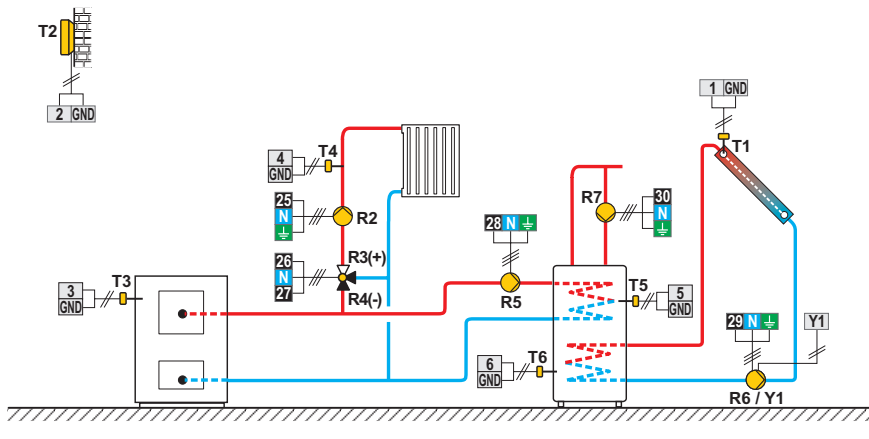 T2
2 GND
1 GND
T1
4
GND
T4
25
N
R2
R7
30
N
28 N
R3(+)
26
N
27
R4(-)
R5
3
GND
T3
T5
5
GND
29 N
Y1
6
GND
T6
R6 / Y1